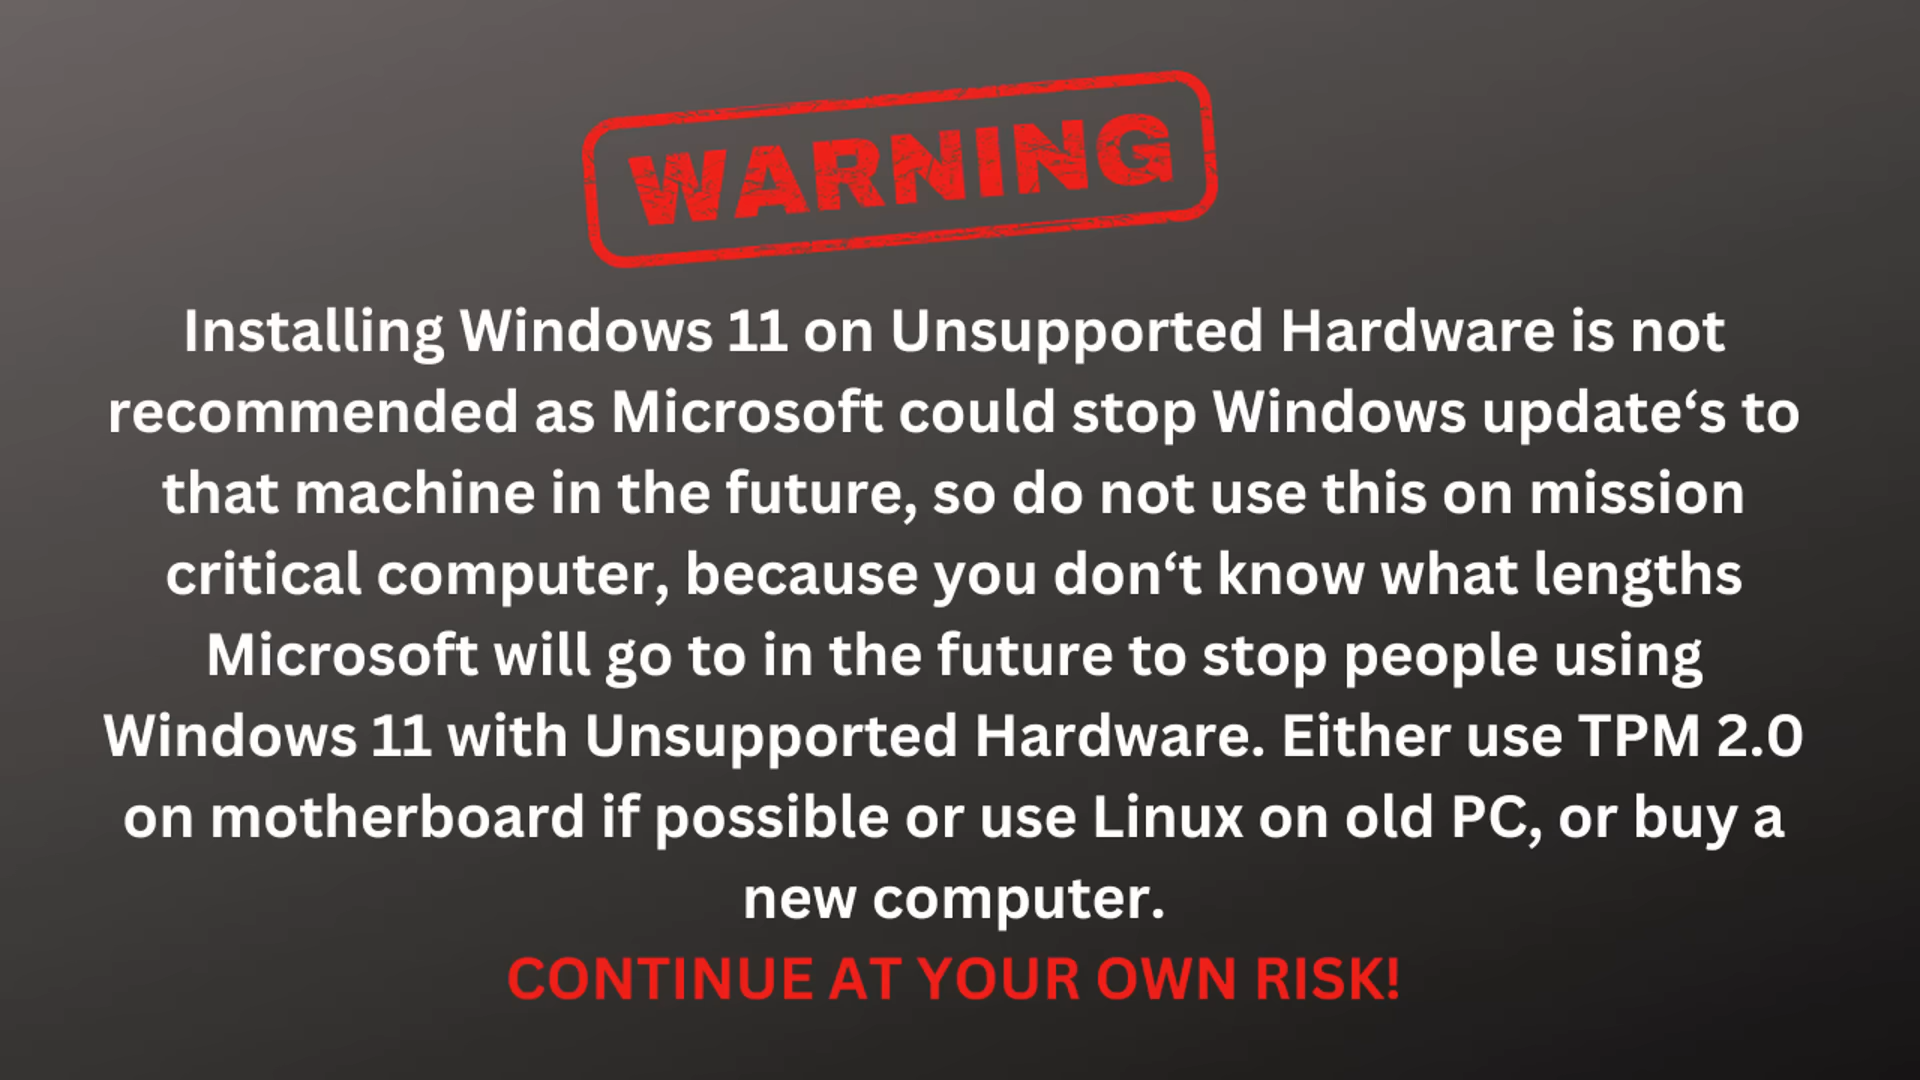 WARNING
Installing Windows 11 on Unsupported Hardware is not
recommended as Microsoft could stop Windows update‘s to
that machine in the future, so do not use this on mission
critical computer, because you don‘t know what lengths
Microsoft will go to in the future to stop people using
Windows 11 with Unsupported Hardware. Either use TPM 2.0
on motherboard if possible or use Linux on old PC, or buy a
new computer.
CONTINUE AT YOUR OWN RISK!